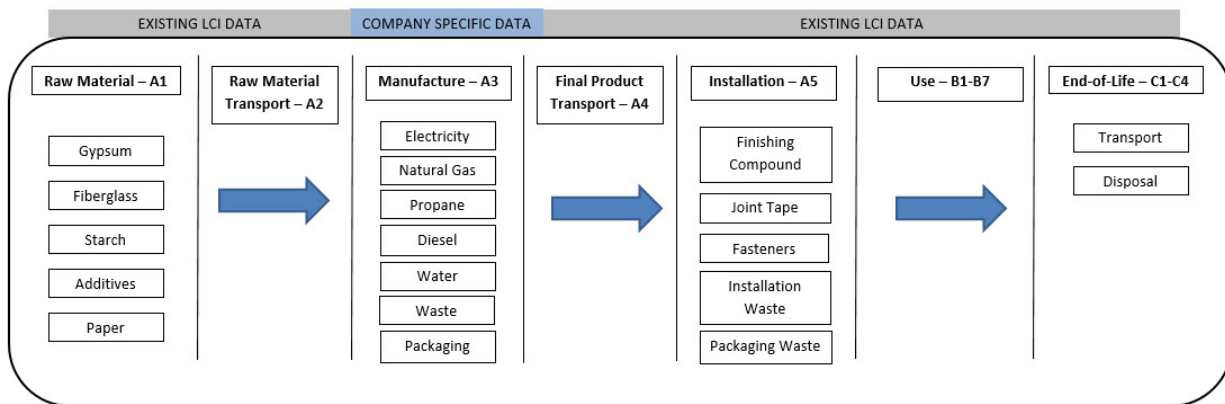 EXISTING LCI DATA
COMPANY SPECIFIC DATA
EXISTING LCI DATA
Raw Material – A1
Gypsum
Fiberglass
Starch
Additives
Paper
Raw Material
Transport – A2
Manufacture – A3
Electricity
Natural Gas
Propane
Diesel
Water
Waste
Packaging
Final Product
Transport – A4
Installation – A5
Finishing
Compound
Joint Tape
Fasteners
Installation
Waste
Packaging Waste
Use – B1-B7
End-of-Life – C1-C4
Transport
Disposal